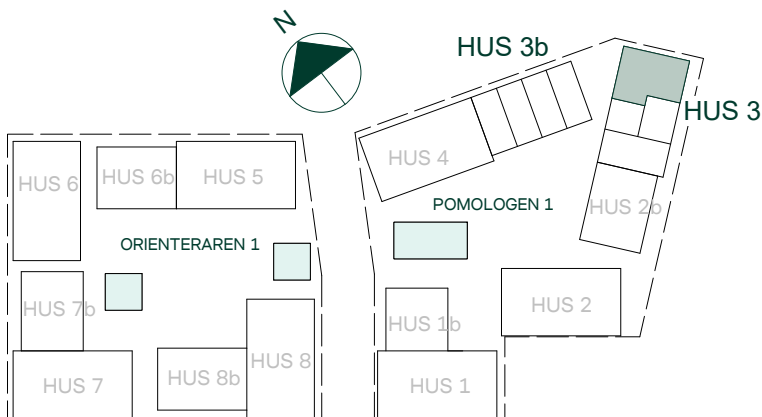 N
HUS 3b
HUS 3
HUS 4
HUS 6
HUS 6b
HUS 5
POMOLOGEN 1
HUS 2b
ORIENTERAREN 1
HUS 7b
HUS 2
HUS 1b
HUS 8
HUS 8b
HUS 7
HUS 1